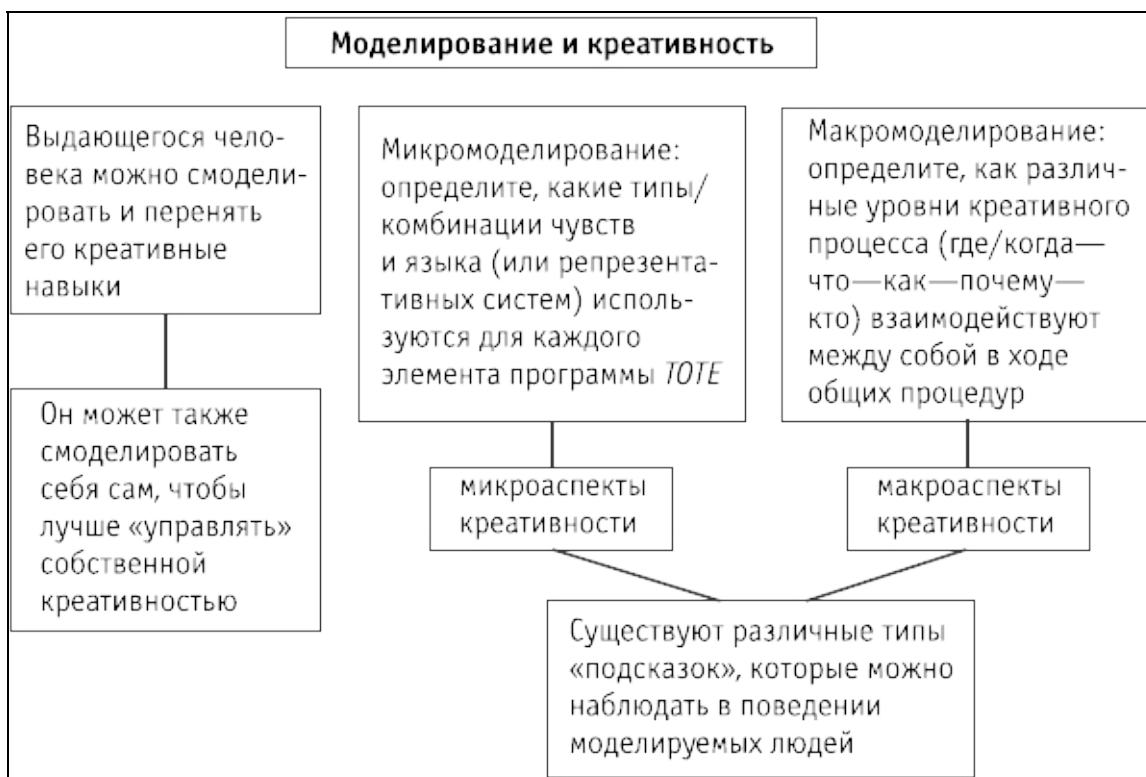 Моделирование и креативность
Выдающегося чело-
века можно смодели-
ровать и перенять
его креативные
навыки
Он может также
смоделировать
себя сам, чтобы
лучше «управлять»
собственной
креативностью
Микромоделирование:
определите, какие типы/
комбинации чувств
и языка (или репрезента-
тивных систем) исполь-
зуются для каждого
элемента программы TOTE
микроаспекты
креативности
Макромоделирование:
определите, как различ-
ные уровни креативного
процесса (где/когда—
что—как—почему—
кто) взаимодействуют
между собой в ходе
общих процедур
макроаспекты
креативности
Существуют различные типы
«подсказок», которые можно
наблюдать в поведении
моделируемых людей